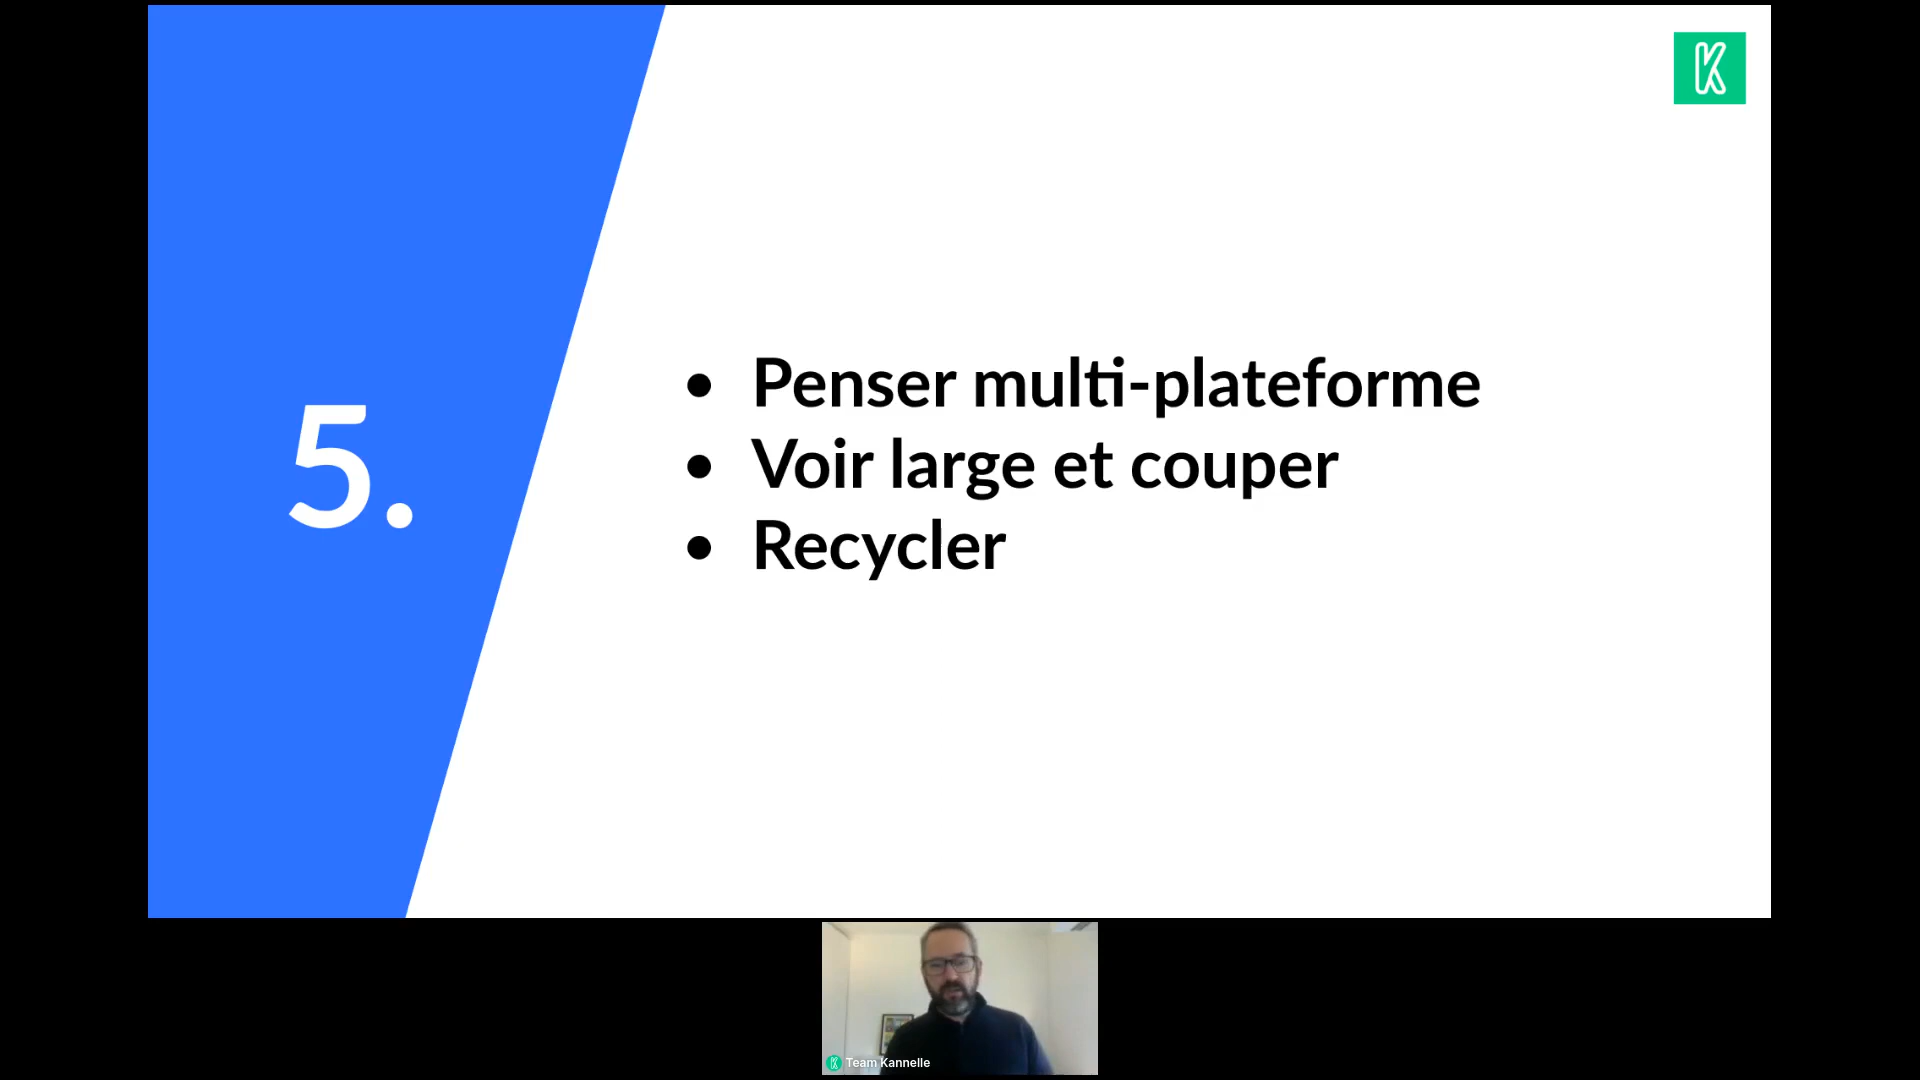 K
5.
• Penser multi-plateforme
• Voir large et couper
• Recycler
Team Kannelle